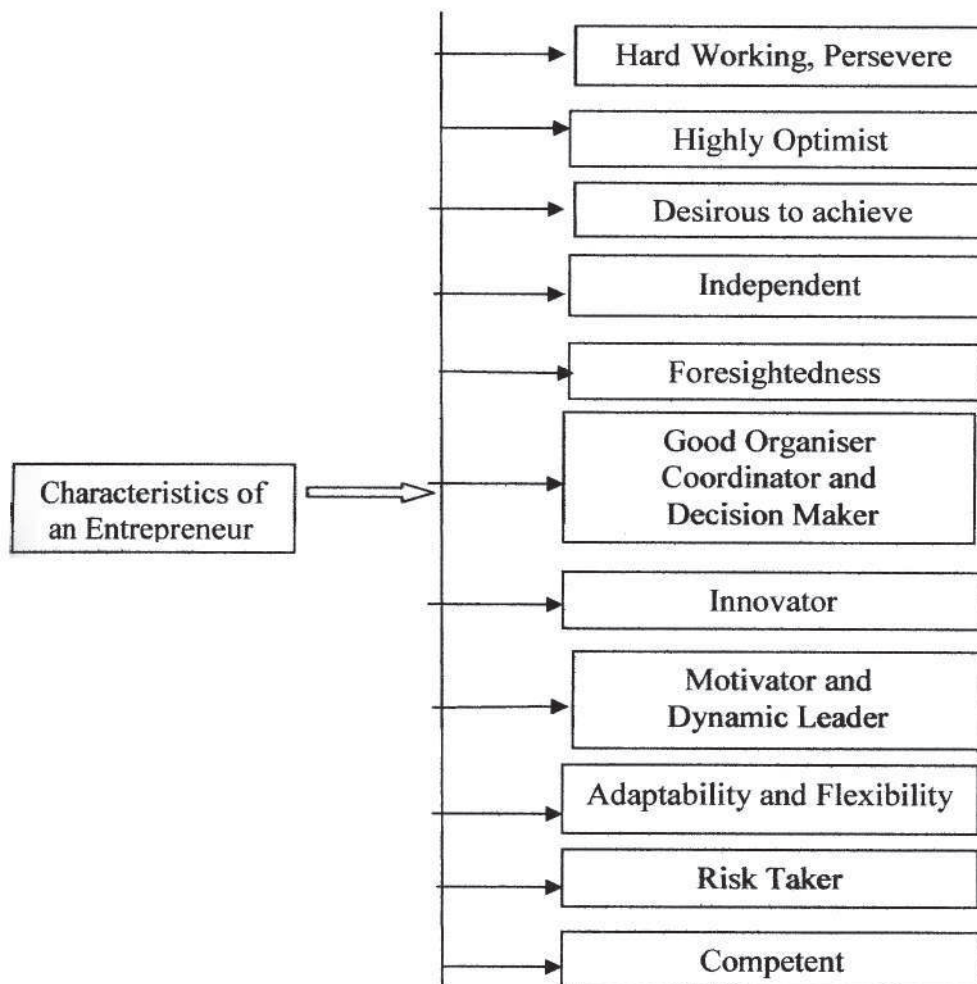 Hard Working, Persevere
Highly Optimist
Desirous to achieve
Independent
Foresightedness
Good Organiser
Coordinator and
Decision Maker
Characteristics of
an Entrepreneur
Innovator
Motivator and
Dynamic Leader
Adaptability and Flexibility
Risk Taker
Competent